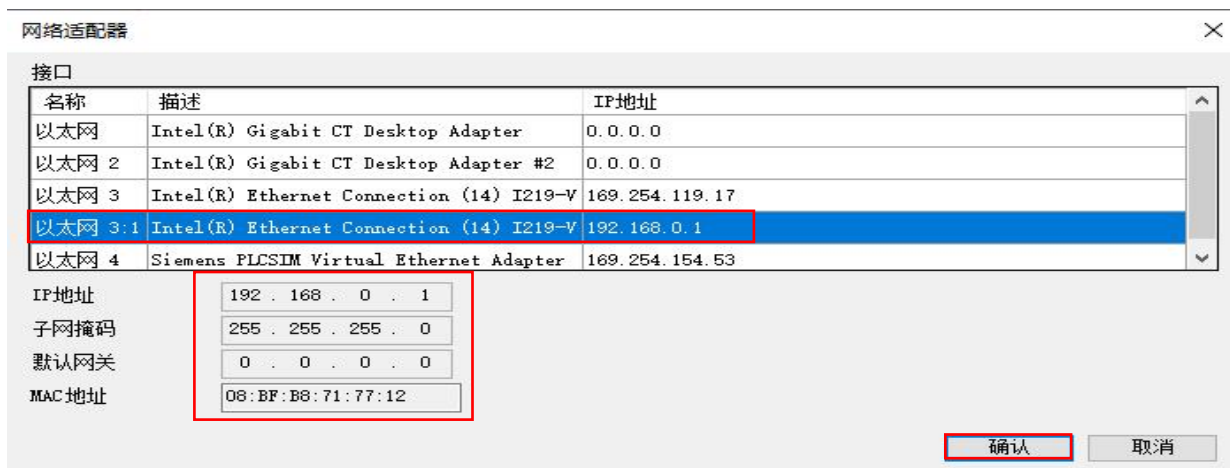 网络适配器
接口
名称 描述 IP地址
以太网 Intel(R) Gigabit CT Desktop Adapter 0.0.0.0
以太网 2 Intel(R) Gigabit CT Desktop Adapter #2 0.0.0.0
以太网 3 Intel(R) Ethernet Connection (14) I219-V 169.254.119.17
以太网 3:1 Intel(R) Ethernet Connection (14) I219-V 192.168.0.1
以太网 4 Siemens PLCSIM Virtual Ethernet Adapter 169.254.154.53
IP地址 192 . 168 . 0 . 1
子网掩码 255 . 255 . 255 . 0
默认网关 0 . 0 . 0 . 0
MAC地址 08:BF:B8:71:77:12
确认 取消